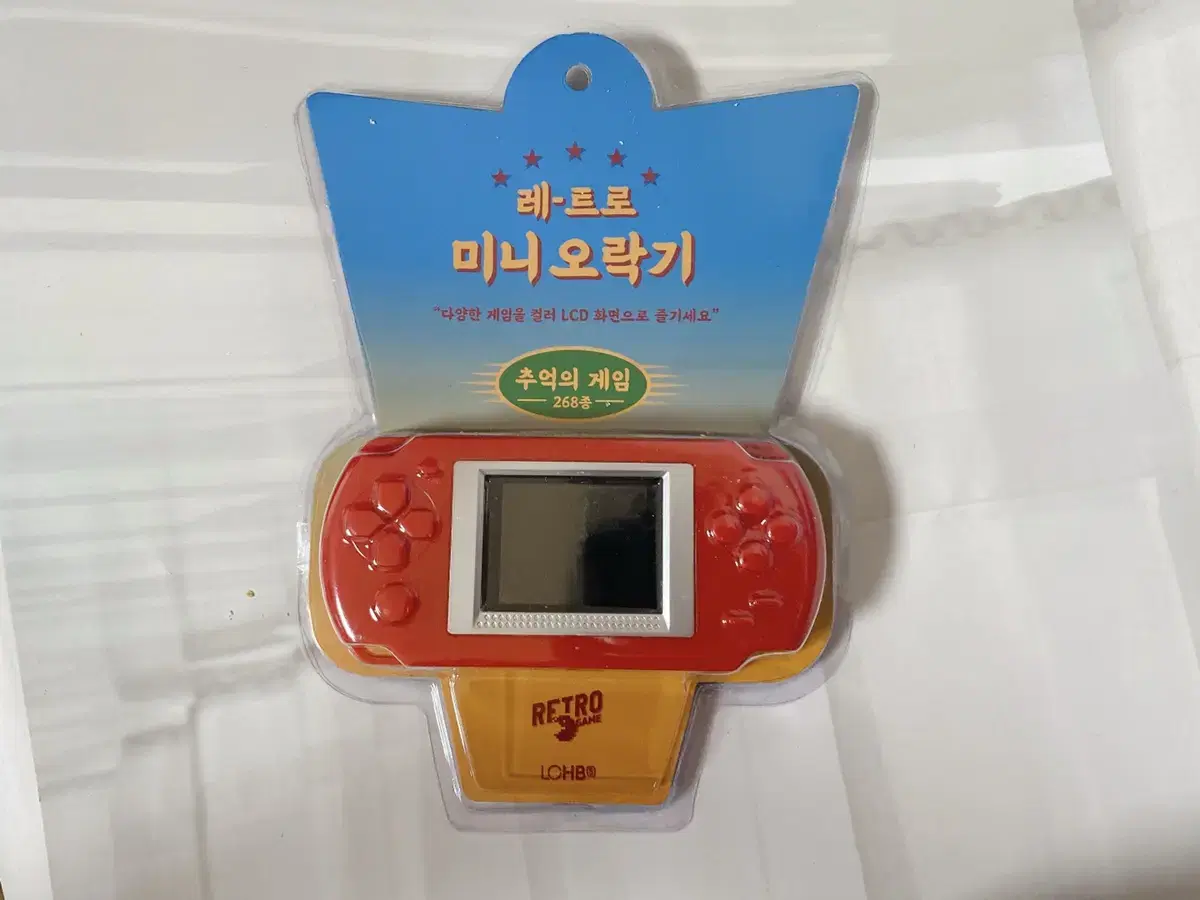 레-트로
미니 오락기
"다양한 게임을 컬러 LCD 화면으로 즐기세요"
추억의 게임
268종
RETRO
GAME